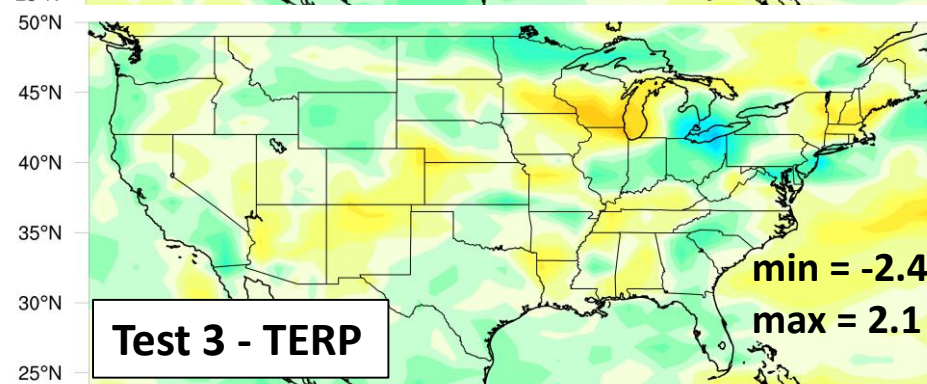 50°N
45°N
40°N
35°N
min = -2.4
30°N
max = 2.1
Test 3 - TERP
25°N